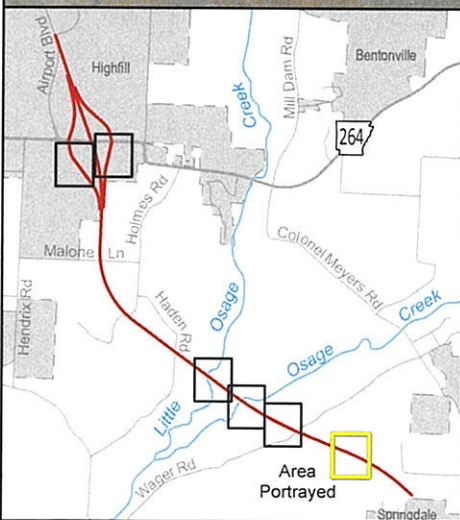 Airport Blvd
Highfill
Creek
Mill Dam Rd
Bentonville
264
Holmes Rd
Malone Ln
Colonel Meyers Rd
Hendrix Rd
Haden Rd
Osage
Creek
Osage
Little
Wager Rd
Area
Portrayed
Springdale